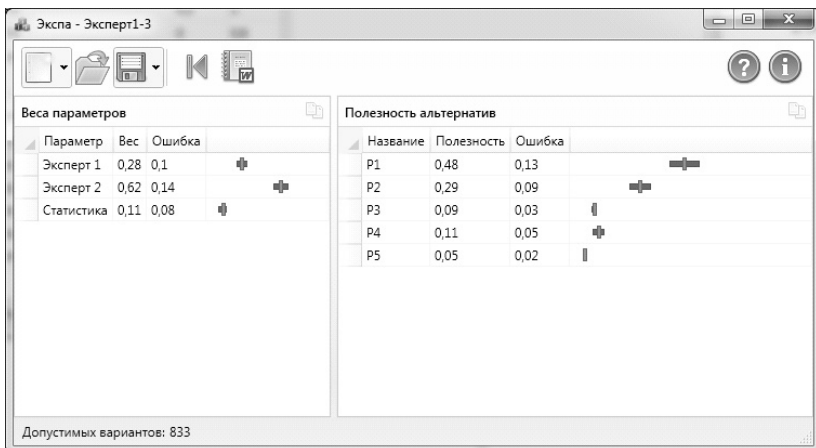 Экспа - Эксперт1-3
Веса параметров
Параметр Вес Ошибка
Эксперт 1 0,28 0,1
Эксперт 2 0,62 0,14
Статистика 0,11 0,08
Полезность альтернатив
Название Полезность Ошибка
P1 0,48 0,13
P2 0,29 0,09
P3 0,09 0,03
P4 0,11 0,05
P5 0,05 0,02
Допустимых вариантов: 833